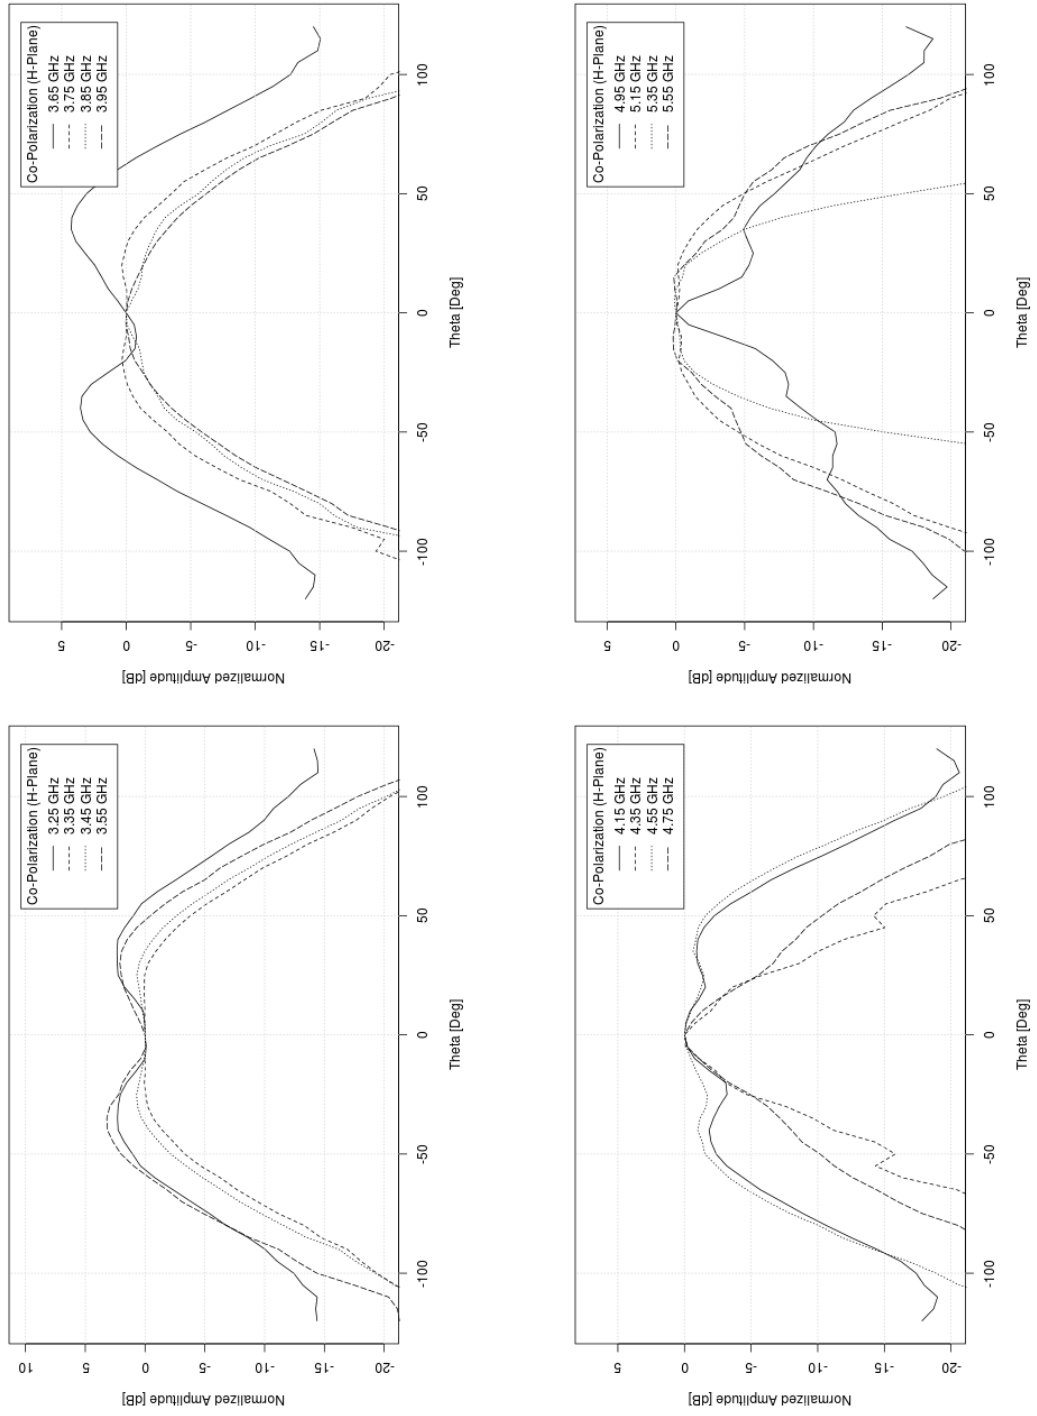 Co-Polarization (H-Plane)
3.25 GHz
3.35 GHz
3.45 GHz
3.55 GHz
Normalized Amplitude [dB]
10
5
0
-5
-10
-15
-20
-100
-50
0
50
100
Theta [Deg]
Co-Polarization (H-Plane)
3.65 GHz
3.75 GHz
3.85 GHz
3.95 GHz
Normalized Amplitude [dB]
5
0
-5
-10
-15
-20
-100
-50
0
50
100
Theta [Deg]
Co-Polarization (H-Plane)
4.15 GHz
4.35 GHz
4.55 GHz
4.75 GHz
Normalized Amplitude [dB]
5
0
-5
-10
-15
-20
-100
-50
0
50
100
Theta [Deg]
Co-Polarization (H-Plane)
4.95 GHz
5.15 GHz
5.35 GHz
5.55 GHz
Normalized Amplitude [dB]
5
0
-5
-10
-15
-20
-100
-50
0
50
100
Theta [Deg]